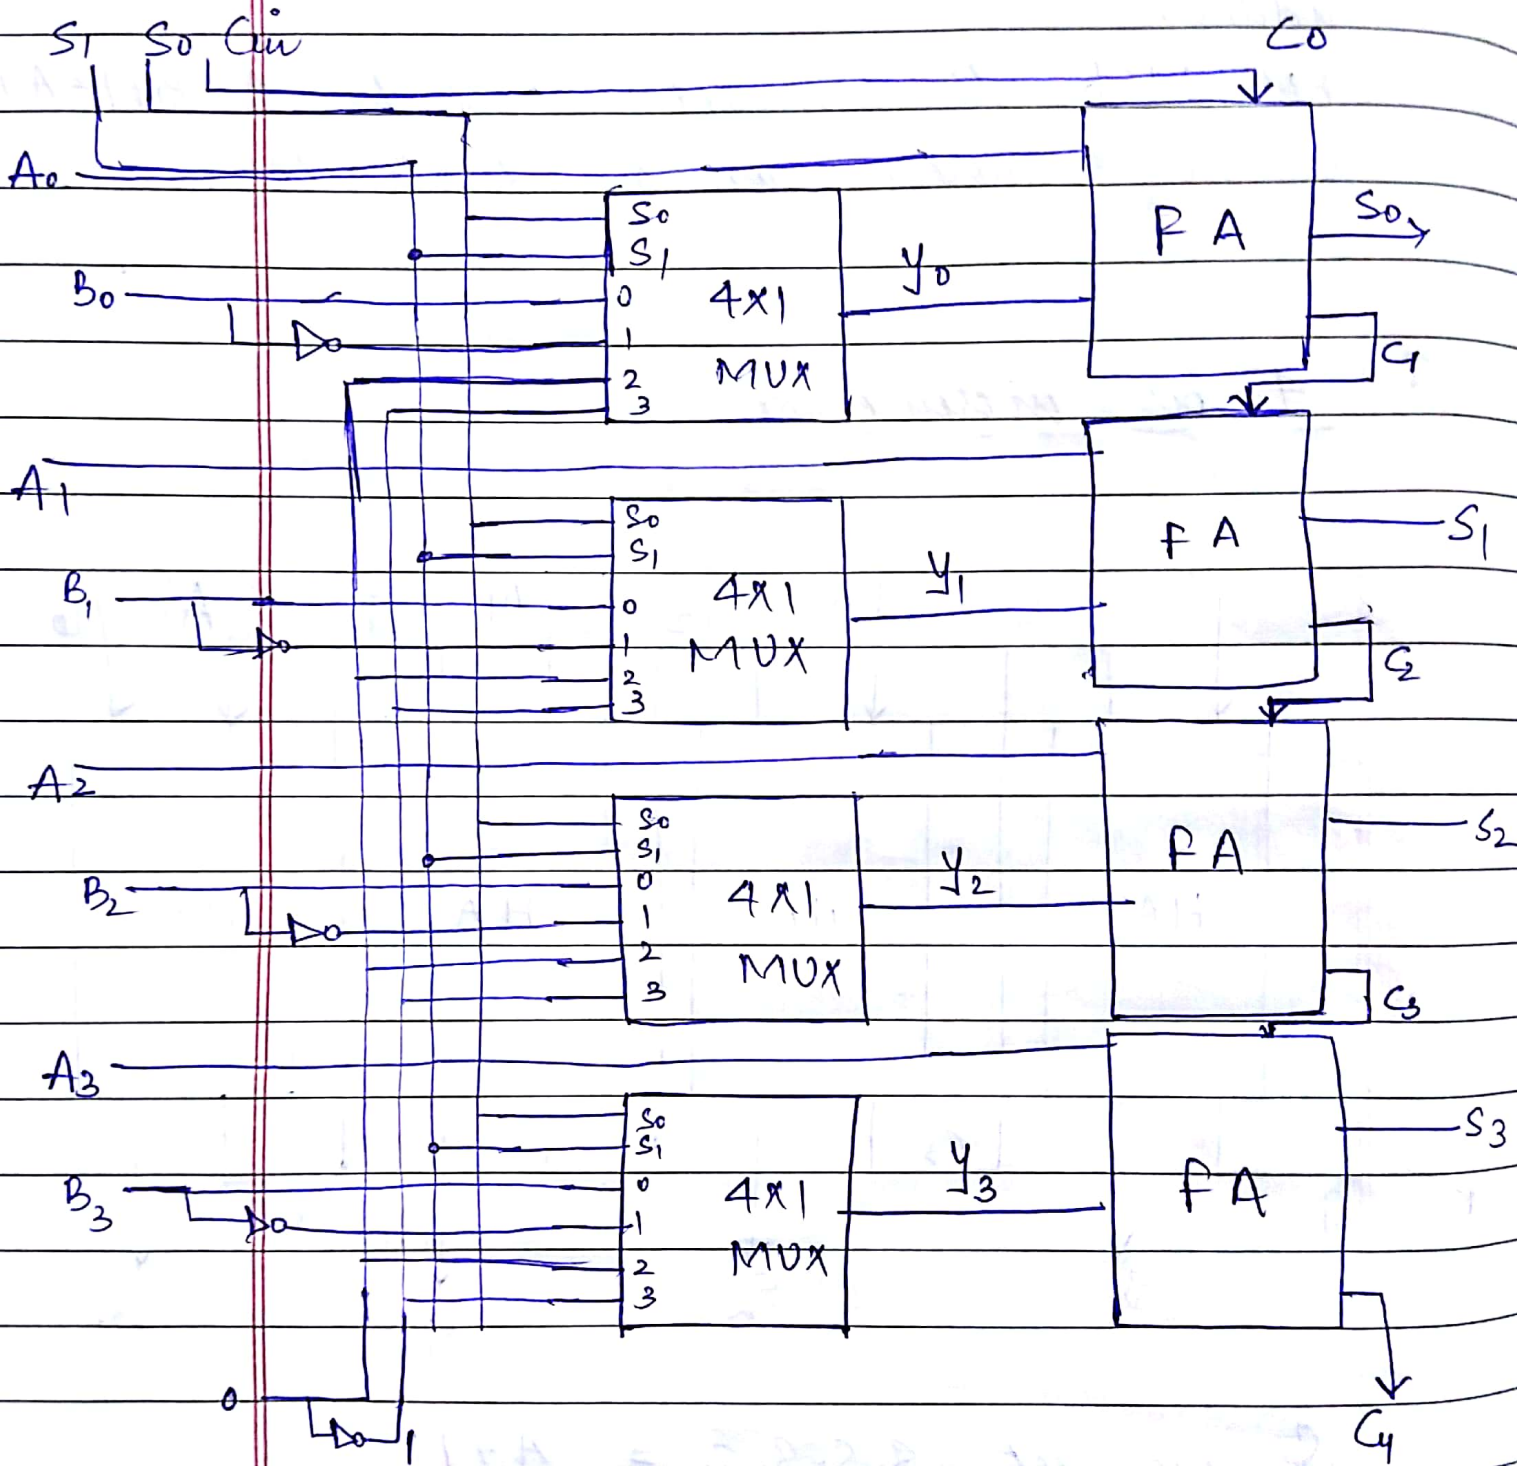 S1 S0 Cin C0
A0
S0
S1
B0 0 4x1 Y0 FA S0
1
2 MUX C1
3
A1
S0
S1 FA S1
B1 0 4x1 Y1
1 MUX
2 C2
3
A2
S0 S2
S1 FA
B2 0 4x1 Y2
1
2 MUX
3 C3
A3
S0 S3
S1
B3 0 4x1 Y3 FA
1
2 MUX
3
0
1 C4